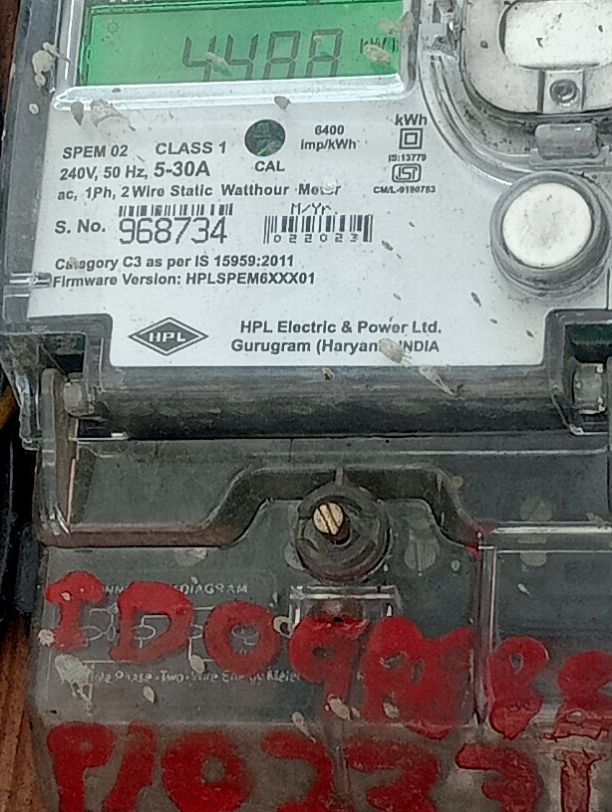 4488 kWh
6400
imp/kWh
kWh
SPEM 02 CLASS 1
CAL
IS:13779
240V, 50 Hz, 5-30A
CM/L-9190783
ac, 1Ph, 2 Wire Static Watthour Meter
M/Yr
S. No. 968734
022023
Category C3 as per IS 15959:2011
Firmware Version: HPLSPEM6XXX01
HPL
HPL Electric & Power Ltd.
Gurugram (Haryana) INDIA
DIAGRAM